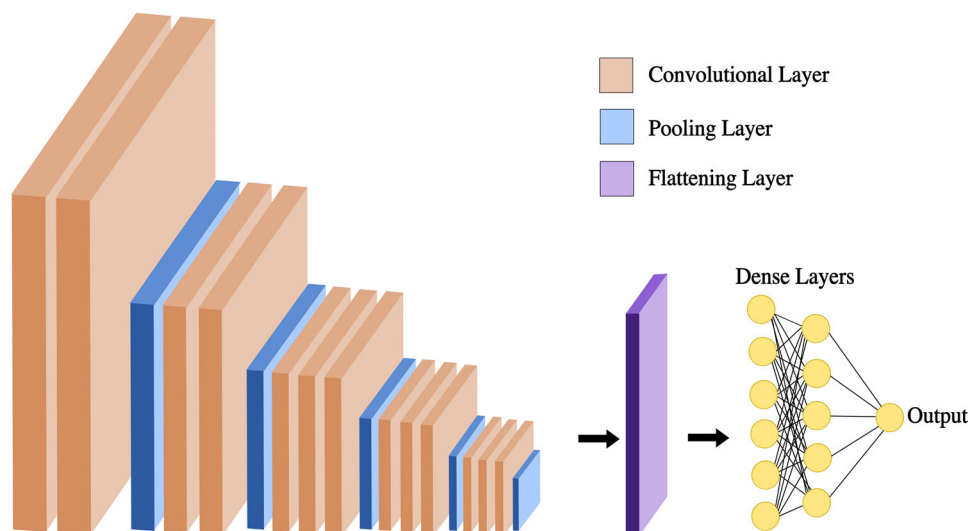 Convolutional Layer
Pooling Layer
Flattening Layer
Dense Layers
Output